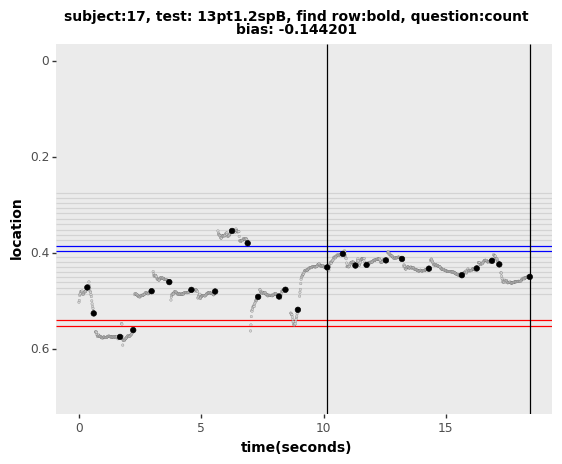 subject:17, test: 13pt1.2spB, find row:bold, question:count
bias: -0.144201
0
0.2
0.4
0.6
location
0
5
10
15
time(seconds)